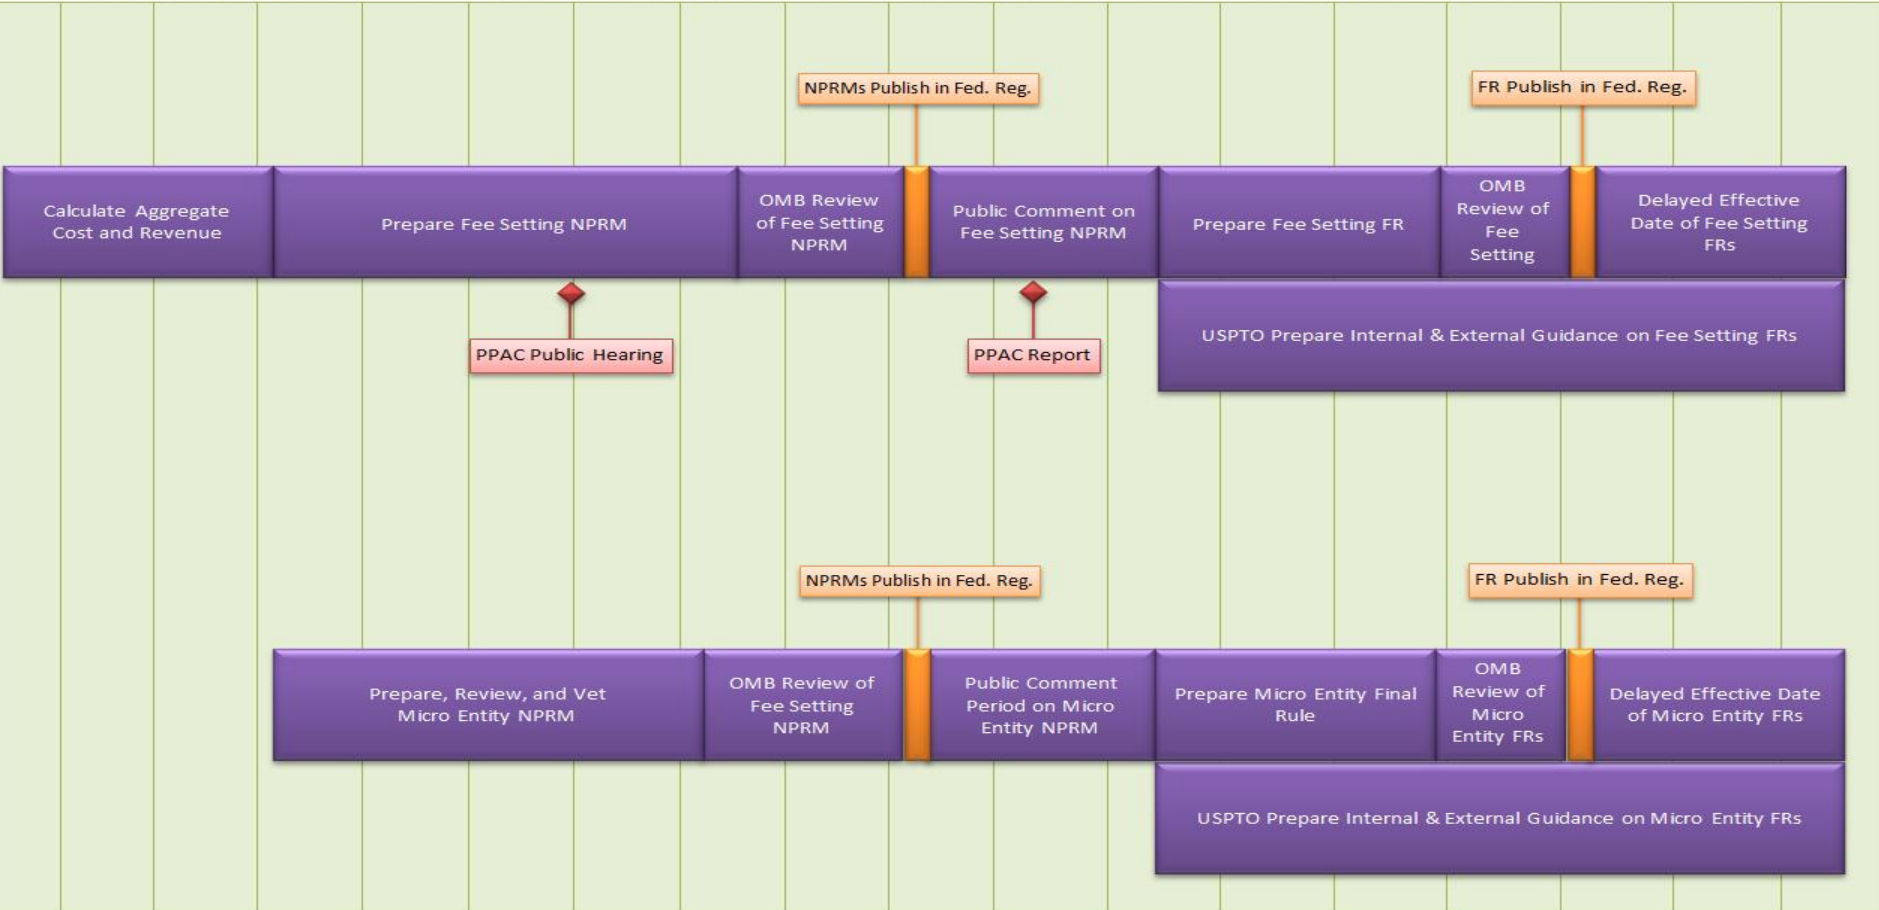 NPRMs Publish in Fed. Reg.
FR Publish in Fed. Reg.
Calculate Aggregate
Cost and Revenue
Prepare Fee Setting NPRM
OMB Review
of Fee Setting
NPRM
Public Comment on
Fee Setting NPRM
Prepare Fee Setting FR
OMB
Review of
Fee
Setting
Delayed Effective
Date of Fee Setting
FRs
USPTO Prepare Internal & External Guidance on Fee Setting FRs
PPAC Public Hearing
PPAC Report
NPRMs Publish in Fed. Reg.
FR Publish in Fed. Reg.
Prepare, Review, and Vet
Micro Entity NPRM
OMB Review of
Fee Setting
NPRM
Public Comment
Period on Micro
Entity NPRM
Prepare Micro Entity Final
Rule
OMB
Review of
Micro
Entity FRs
Delayed Effective Date
of Micro Entity FRs
USPTO Prepare Internal & External Guidance on Micro Entity FRs